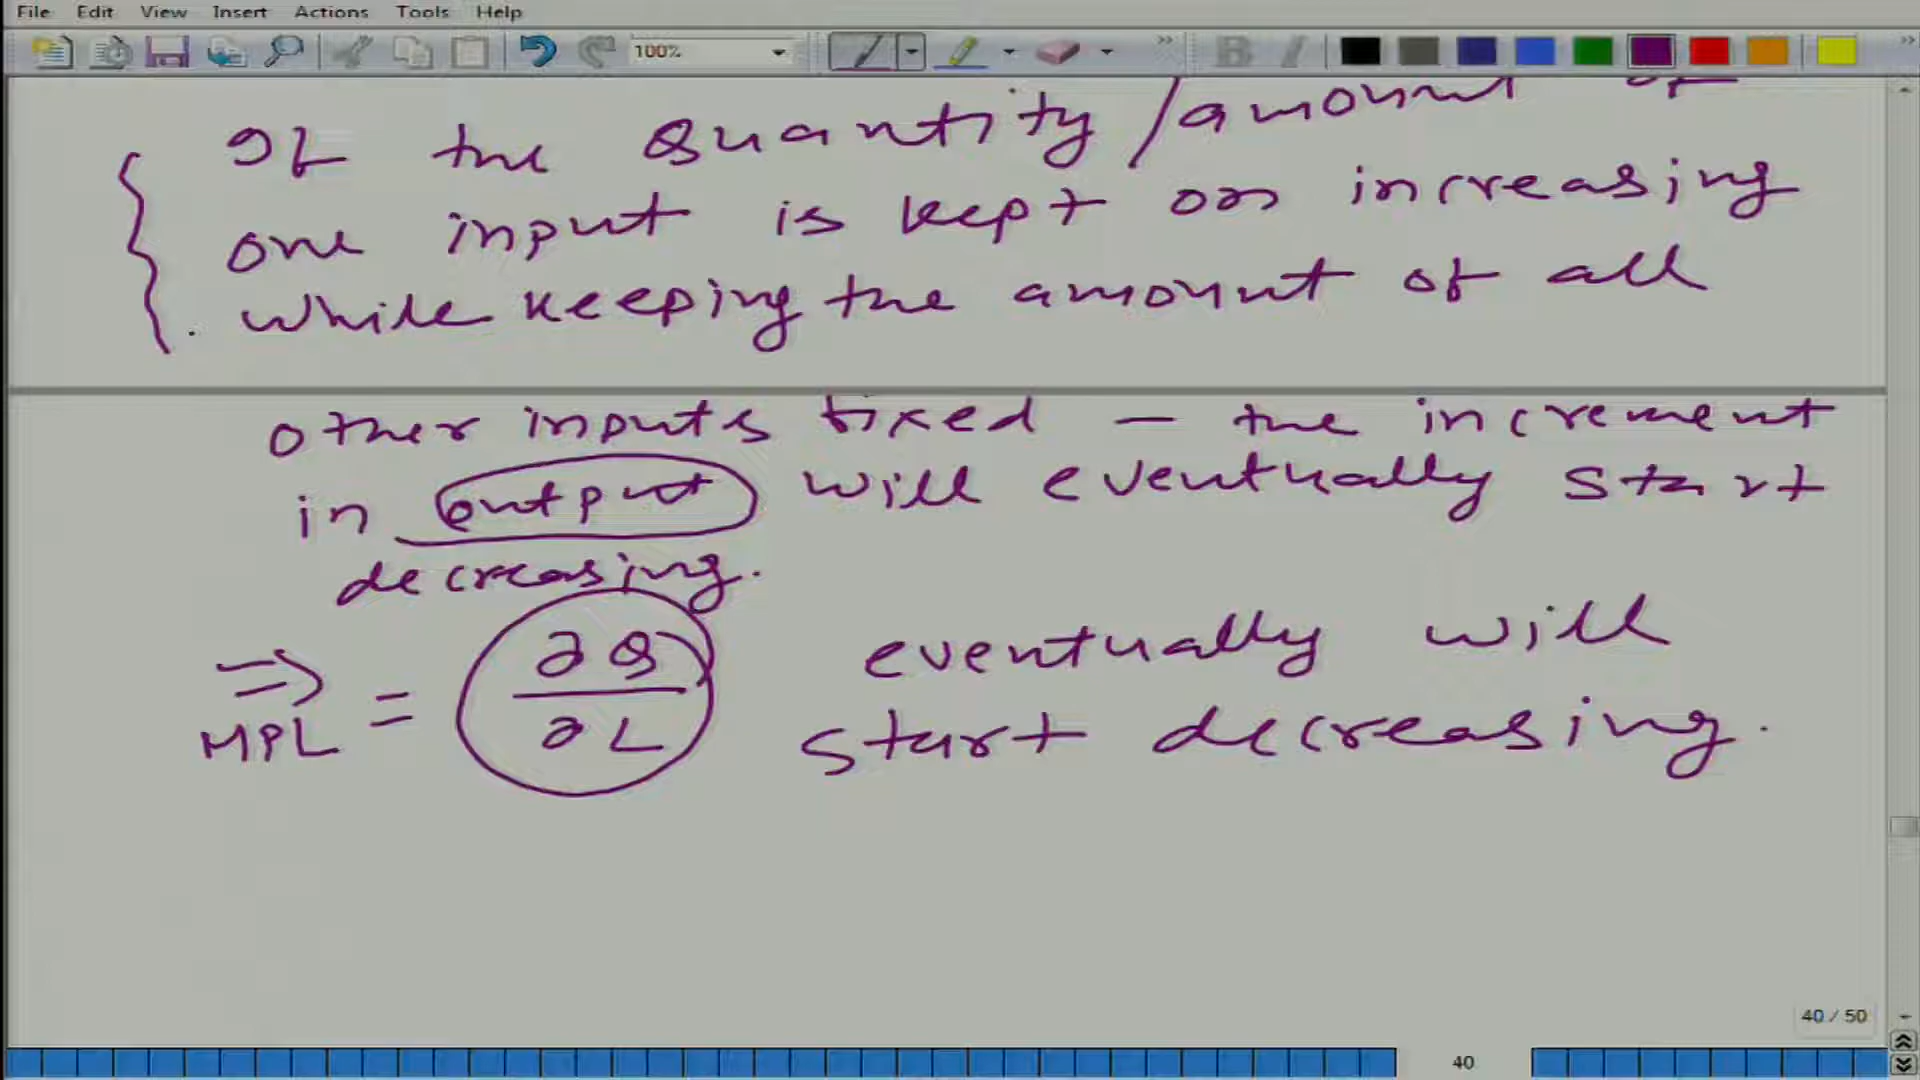 File Edit View Insert Actions Tools Help
100%
If the Quantity/amount of
one input is kept on increasing
while keeping the amount of all
other inputs fixed – the increment
in output will eventually start
decreasing.
⇒ MPL = ∂Q/∂L eventually will
start decreasing.
40 / 50
40